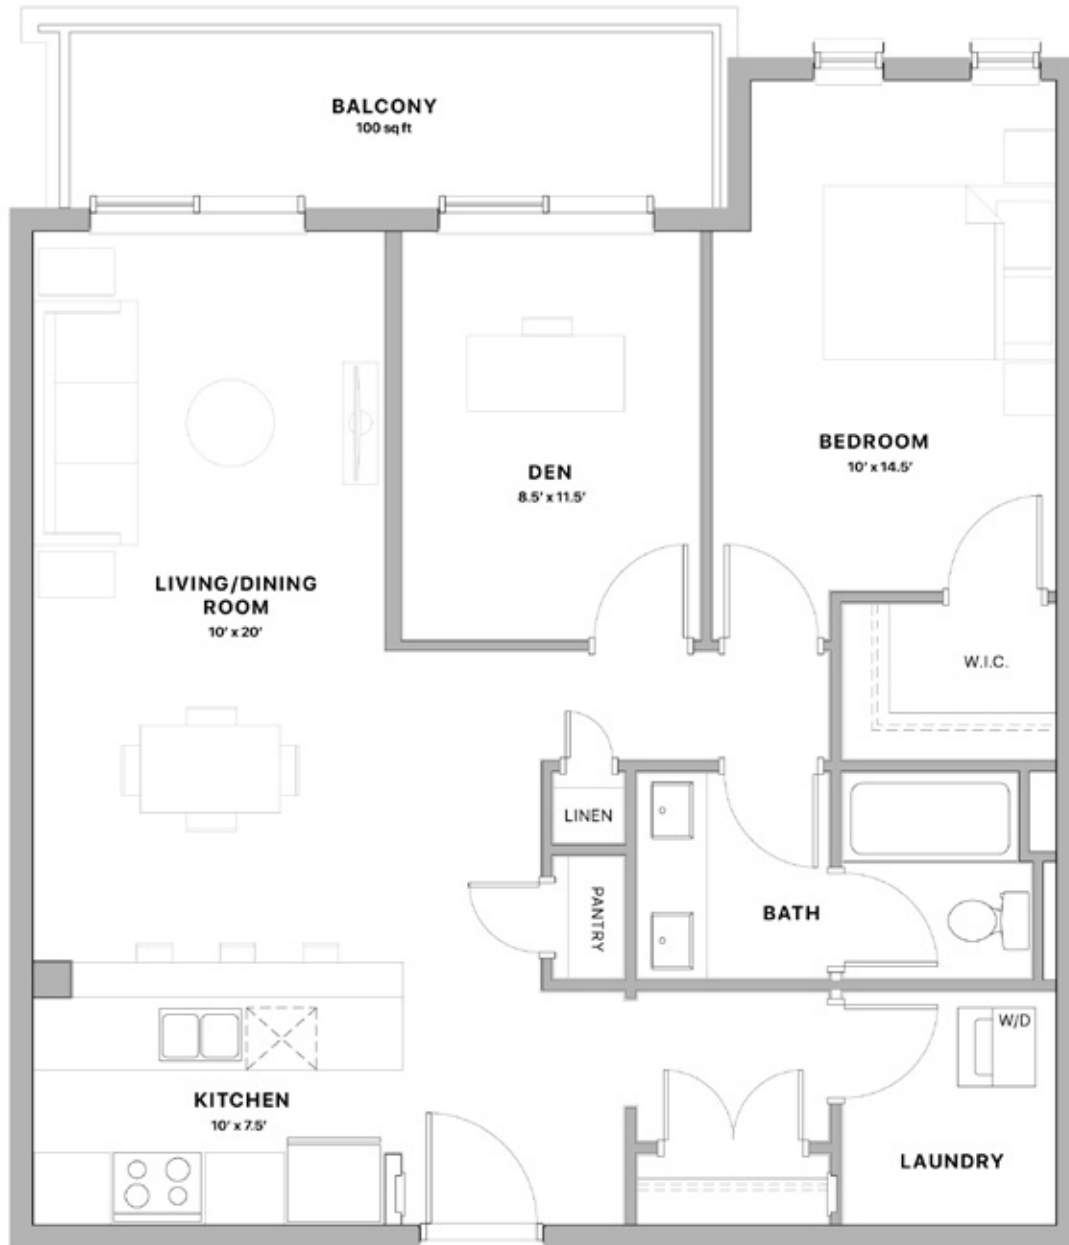 BALCONY
100 sq ft
BEDROOM
10' x 14.5'
DEN
8.5' x 11.5'
LIVING/DINING
ROOM
10' x 20'
W.I.C.
LINEN
PANTRY
BATH
W/D
KITCHEN
10' x 7.5'
LAUNDRY